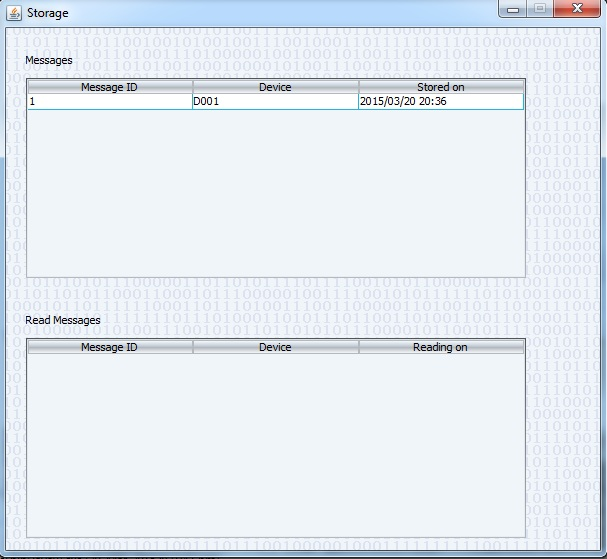 Storage
Messages
Message ID Device Stored on
1 D001 2015/03/20 20:36
Read Messages
Message ID Device Reading on